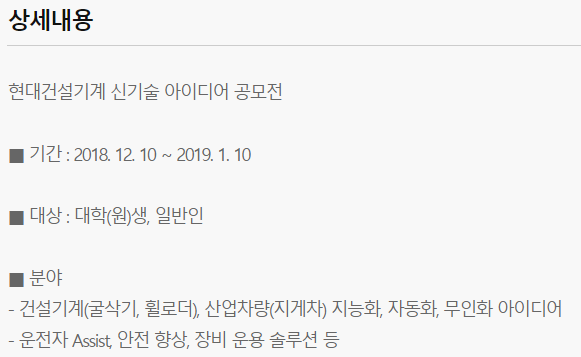 상세내용
현대건설기계 신기술 아이디어 공모전
■ 기간 : 2018. 12. 10 ~ 2019. 1. 10
■ 대상 : 대학(원)생, 일반인
■ 분야
- 건설기계(굴삭기, 휠로더), 산업차량(지게차) 지능화, 자동화, 무인화 아이디어
- 운전자 Assist, 안전 향상, 장비 운용 솔루션 등